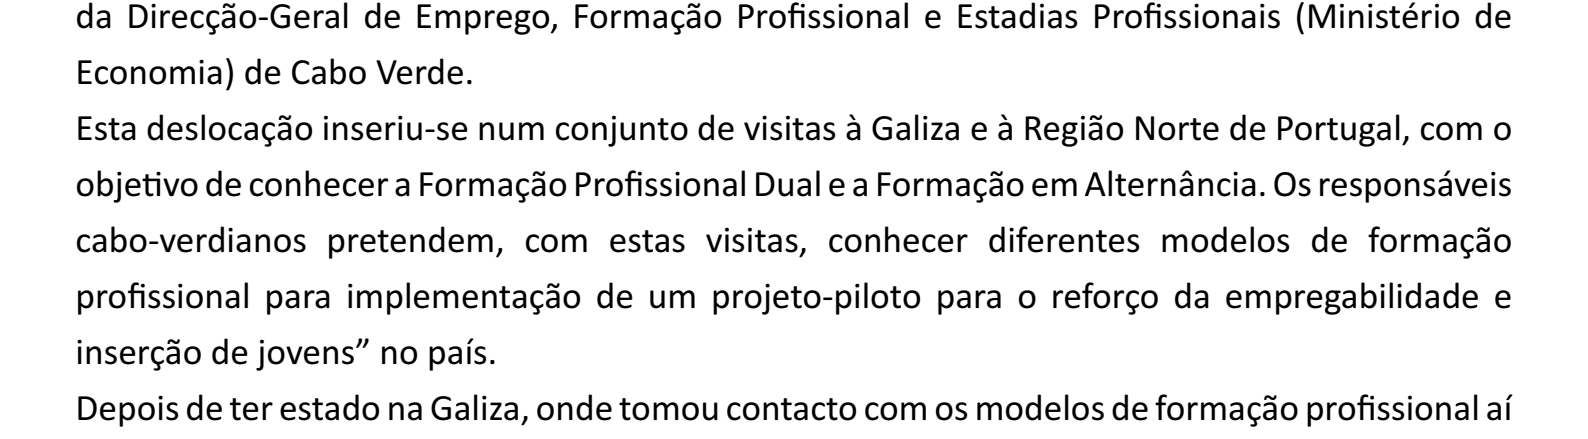 da Direcção-Geral de Emprego, Formação Profissional e Estadias Profissionais (Ministério de
Economia) de Cabo Verde.
Esta deslocação inseriu-se num conjunto de visitas à Galiza e à Região Norte de Portugal, com o
objetivo de conhecer a Formação Profissional Dual e a Formação em Alternância. Os responsáveis
cabo-verdianos pretendem, com estas visitas, conhecer diferentes modelos de formação
profissional para implementação de um projeto-piloto para o reforço da empregabilidade e
inserção de jovens” no país.
Depois de ter estado na Galiza, onde tomou contacto com os modelos de formação profissional aí